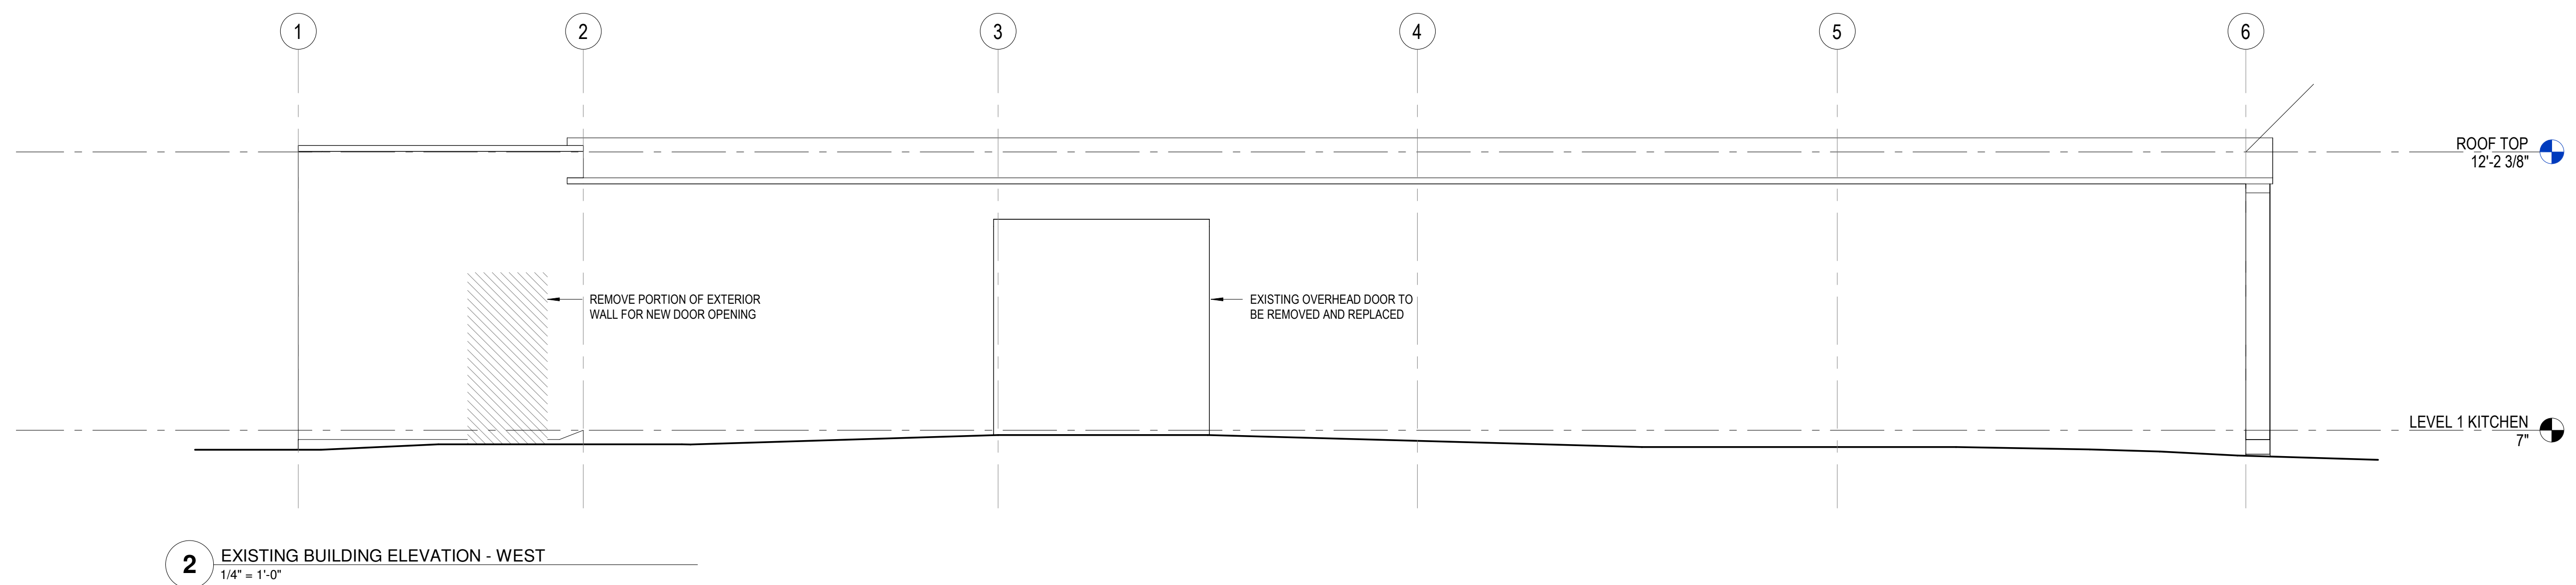 1
2
3
4
5
6
ROOF TOP
12'-2 3/8"
REMOVE PORTION OF EXTERIOR
WALL FOR NEW DOOR OPENING
EXISTING OVERHEAD DOOR TO
BE REMOVED AND REPLACED
LEVEL 1 KITCHEN
7"
2
EXISTING BUILDING ELEVATION - WEST
1/4" = 1'-0"